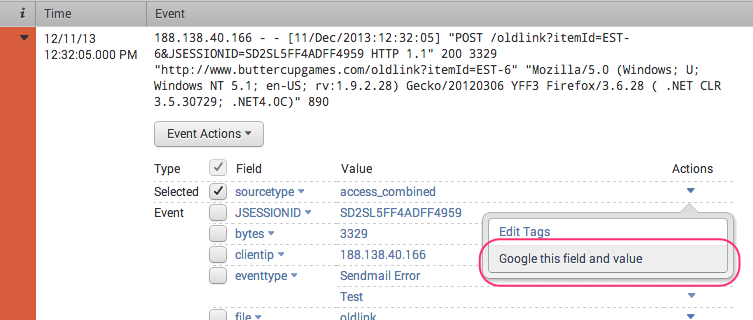 i Time Event
12/11/13 12:32:05.000 PM
188.138.40.166 - - [11/Dec/2013:12:32:05] "POST /oldlink?itemId=EST-
6&JSESSIONID=SD2SL5FF4ADFF4959 HTTP 1.1" 200 3329
"http://www.buttercupgames.com/oldlink?itemId=EST-6" "Mozilla/5.0 (Windows; U;
Windows NT 5.1; en-US; rv:1.9.2.28) Gecko/20120306 YFF3 Firefox/3.6.28 ( .NET CLR
3.5.30729; .NET4.0C)" 890
Event Actions
Type Field Value Actions
Selected sourcetype access_combined
Event JSESSIONID SD2SL5FF4ADFF4959
bytes 3329
clientip 188.138.40.166
eventtype Sendmail Error
Test
file oldlink
Edit Tags
Google this field and value